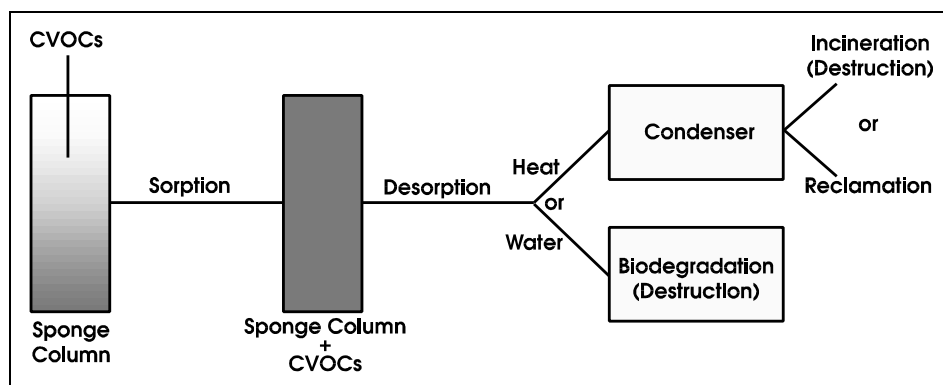 CVOCs
Sponge
Column
Sorption
Sponge Column
+
CVOCs
Desorption
Heat
or
Water
Condenser
Biodegradation
(Destruction)
Incineration
(Destruction)
or
Reclamation